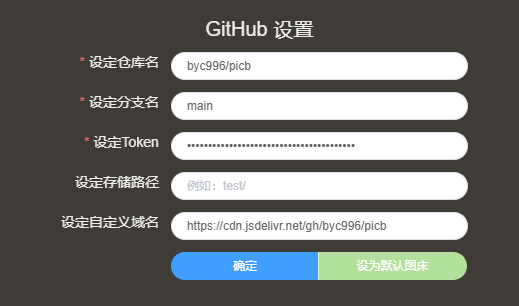 GitHub 设置
* 设定仓库名 byc996/picb
* 设定分支名 main
* 设定Token ••••••••••••••••••••••••••••••••••••••••
设定存储路径 例如：test/
设定自定义域名 https://cdn.jsdelivr.net/gh/byc996/picb
确定 设为默认图床